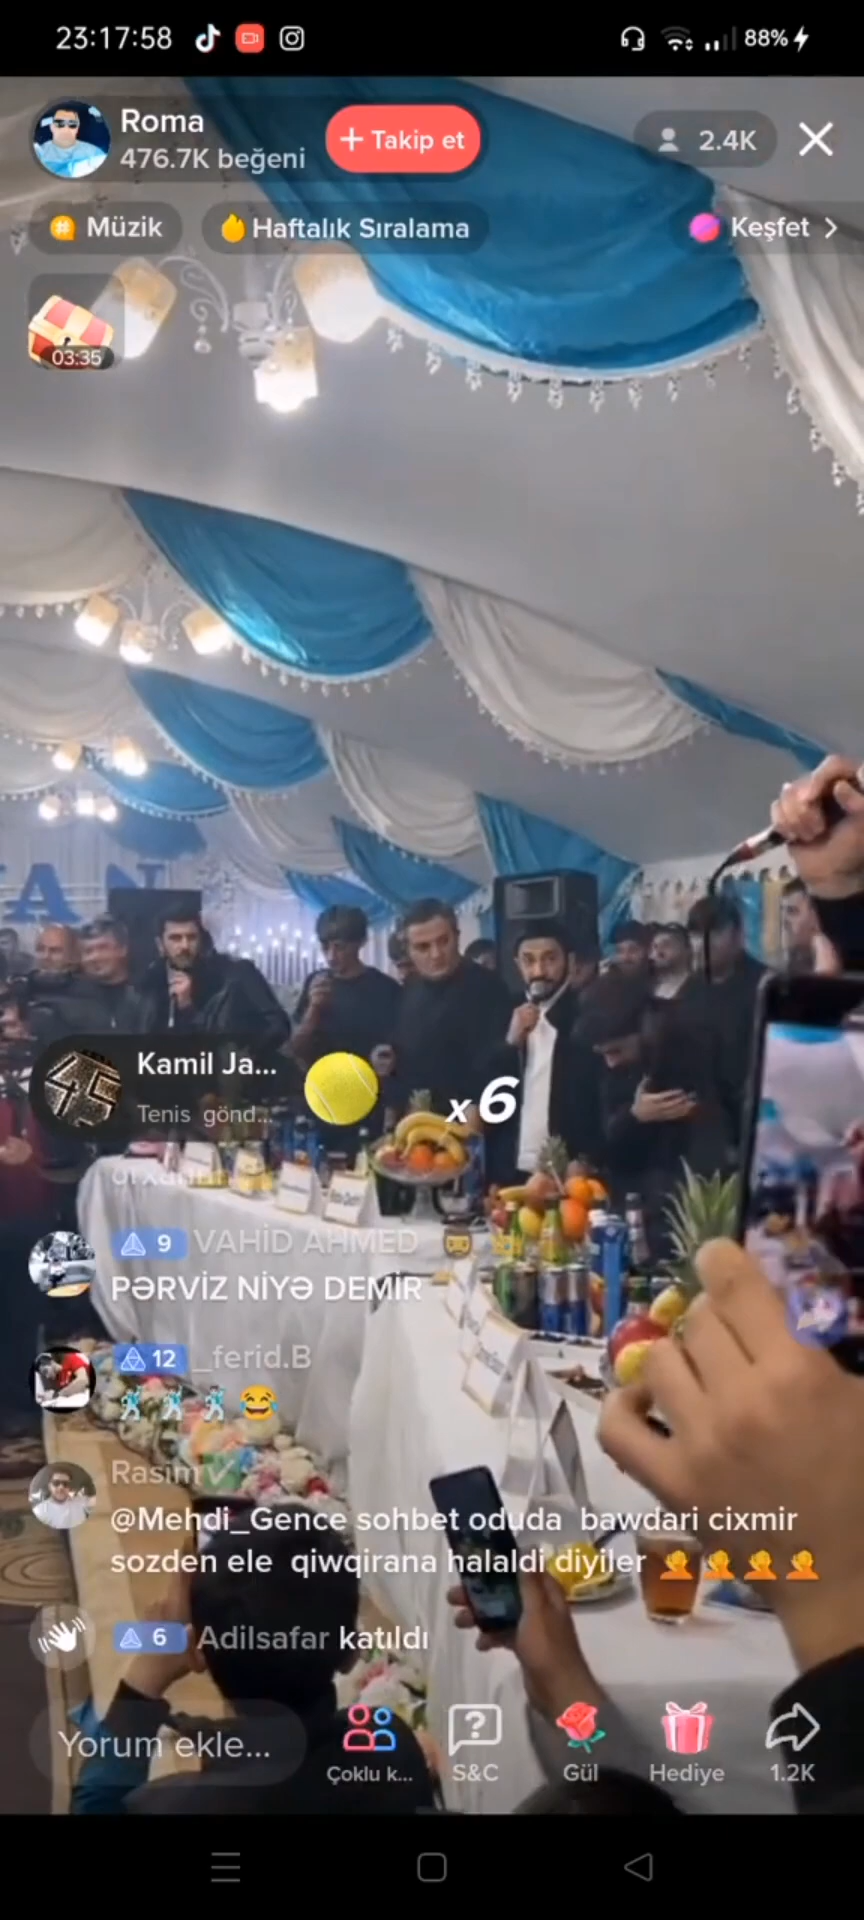 23:17:58
88%
Roma
476.7K beğeni
+ Takip et
2.4K
Müzik
Haftalık Sıralama
Keşfet
03:35
AN
Kamil Ja...
Tenis gönd...
x6
9 VAHİD AHMED
PƏRVİZ NİYƏ DEMİR
12 _ferid.B
Rasim
@Mehdi_Gence sohbet oduda bawdari cixmir
sozden ele qiwqirana halaldi diyiler
6 Adilsafar katıldı
Yorum ekle...
Çoklu k...
S&C
Gül
Hediye
1.2K